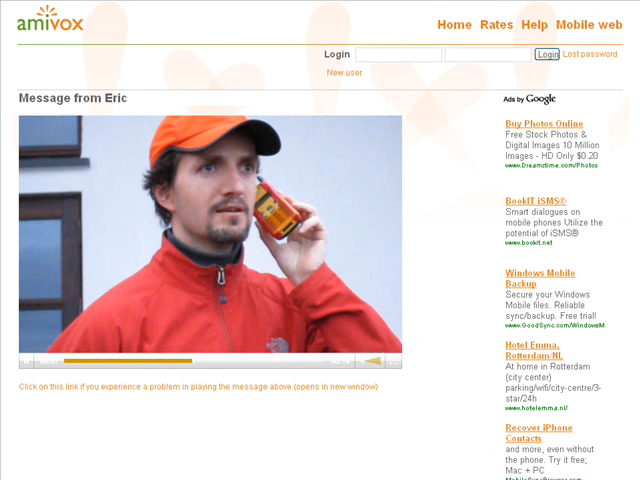 amivox
Home Rates Help Mobile web
Login Login Lost password
New user
Message from Eric
Ads by Google
Buy Photos Online
Free Stock Photos &
Digital Images 10 Million
Images - HD Only $0.20
www.Dreamstime.com/Photos
BookIT iSMS®
Smart dialogues on
mobile phones Utilize the
potential of iSMS®
www.bookit.net
Windows Mobile
Backup
Secure your Windows
Mobile files. Reliable
sync/backup. Free trial!
www.GoodSync.com/WindowsM
Hotel Emma,
Rotterdam/NL
At home in Rotterdam
(city center)
parking/wifi/city-centre/3-
star/24h
www.hotelemma.nl/
Recover iPhone
Contacts
and more, even without
the phone. Try it free;
Mac + PC
MobileSyncBrowser.com
Click on this link if you experience a problem in playing the message above.(opens in new window)